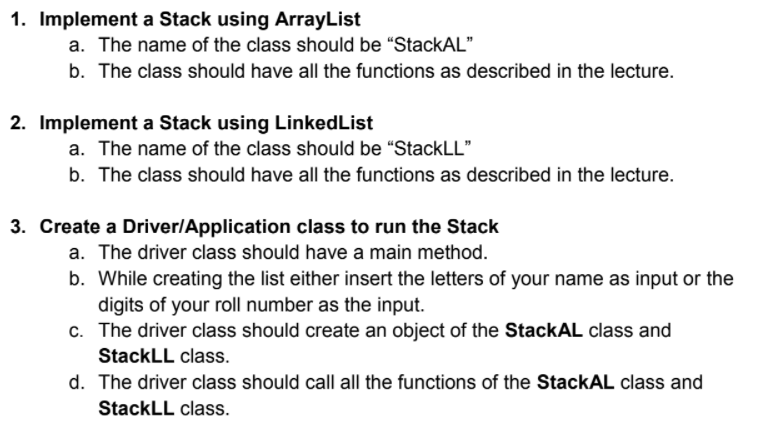 1. Implement a Stack using ArrayList
a. The name of the class should be “StackAL”
b. The class should have all the functions as described in the lecture.
2. Implement a Stack using LinkedList
a. The name of the class should be “StackLL”
b. The class should have all the functions as described in the lecture.
3. Create a Driver/Application class to run the Stack
a. The driver class should have a main method.
b. While creating the list either insert the letters of your name as input or the
digits of your roll number as the input.
c. The driver class should create an object of the StackAL class and
StackLL class.
d. The driver class should call all the functions of the StackAL class and
StackLL class.